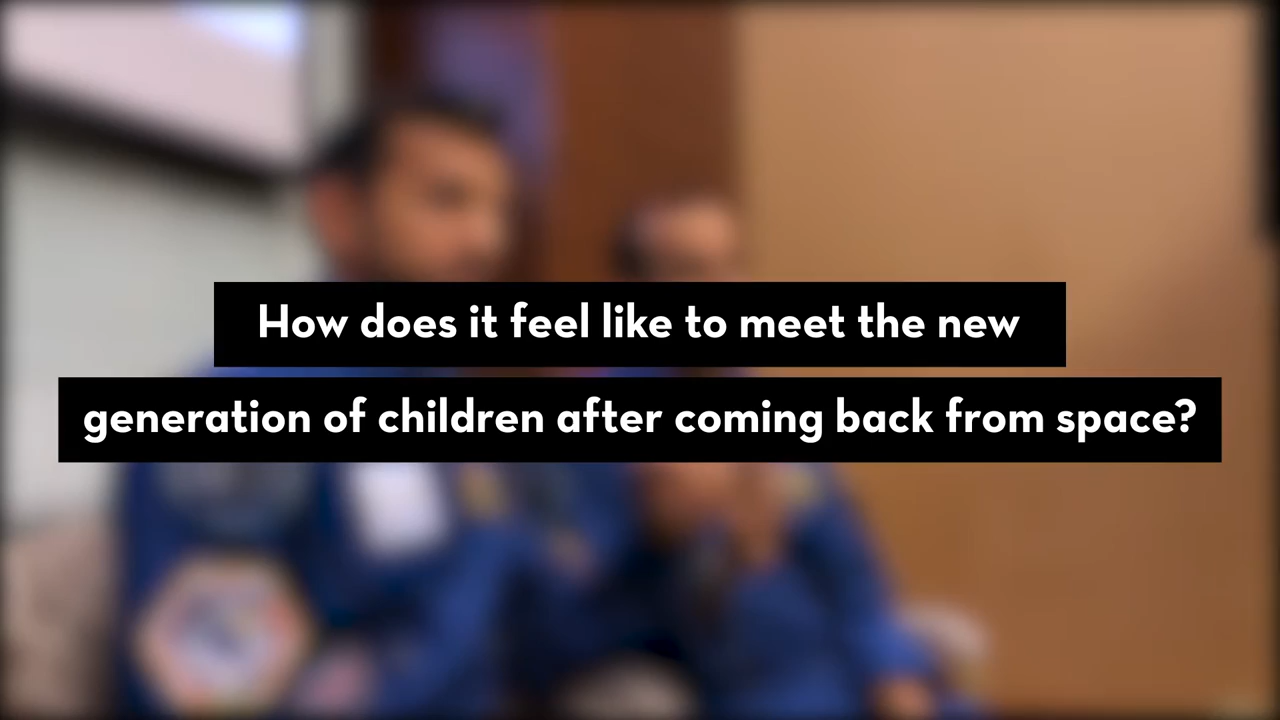 How does it feel like to meet the new
generation of children after coming back from space?